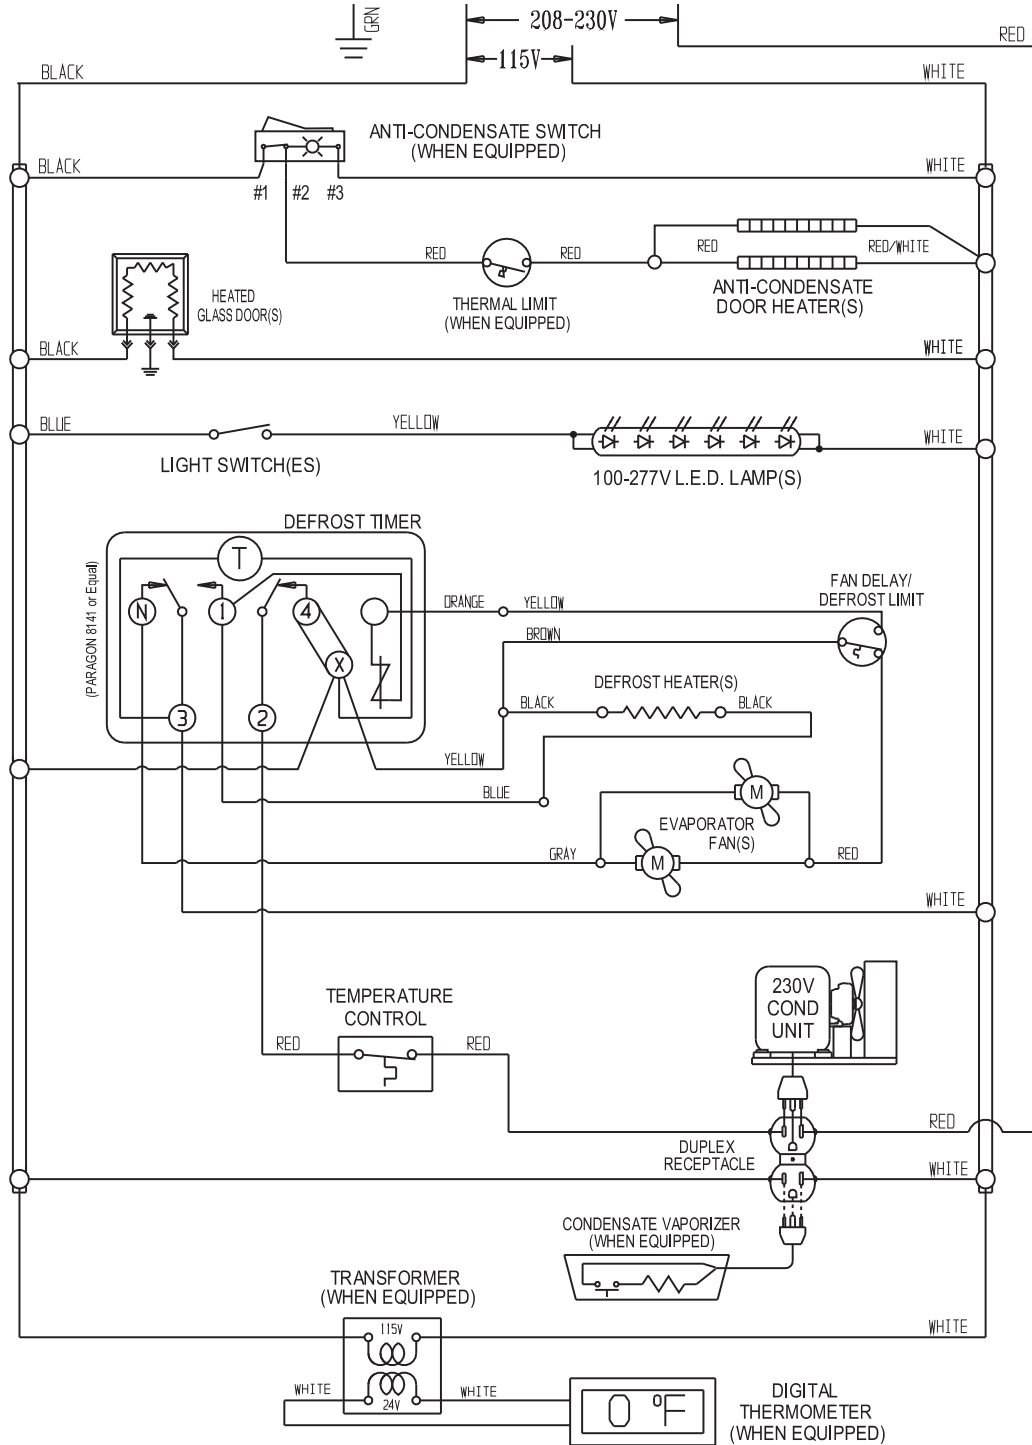 GRN
208-230V
RED
115V
BLACK
WHITE
ANTI-CONDENSATE SWITCH
(WHEN EQUIPPED)
BLACK
WHITE
#1 #2 #3
RED
RED
RED
RED/WHITE
HEATED
GLASS DOOR(S)
THERMAL LIMIT
(WHEN EQUIPPED)
ANTI-CONDENSATE
DOOR HEATER(S)
BLACK
WHITE
BLUE
YELLOW
WHITE
LIGHT SWITCH(ES)
100-277V L.E.D. LAMP(S)
DEFROST TIMER
T
(PARAGON 8141 or Equal)
N
1
4
X
3
2
ORANGE
YELLOW
FAN DELAY/
DEFROST LIMIT
BROWN
DEFROST HEATER(S)
BLACK
BLACK
YELLOW
BLUE
M
EVAPORATOR
FAN(S)
GRAY
M
RED
WHITE
230V
COND
UNIT
TEMPERATURE
CONTROL
RED
RED
RED
DUPLEX
RECEPTACLE
WHITE
CONDENSATE VAPORIZER
(WHEN EQUIPPED)
TRANSFORMER
(WHEN EQUIPPED)
115V
WHITE
WHITE
24V
WHITE
0 °F
DIGITAL
THERMOMETER
(WHEN EQUIPPED)